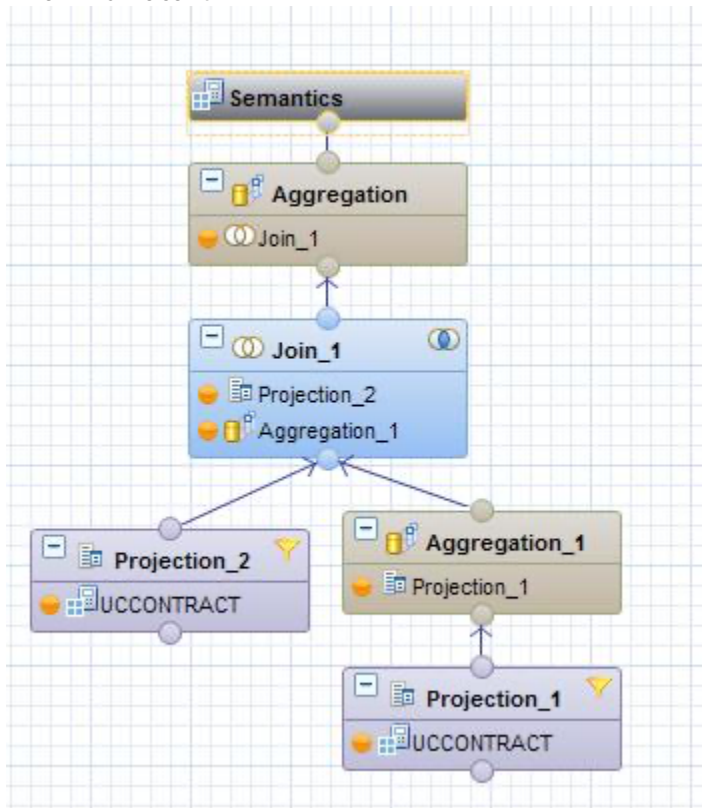 Semantics
Aggregation
Join_1
Join_1
Projection_2
Aggregation_1
Projection_2
UCCONTRACT
Aggregation_1
Projection_1
Projection_1
UCCONTRACT